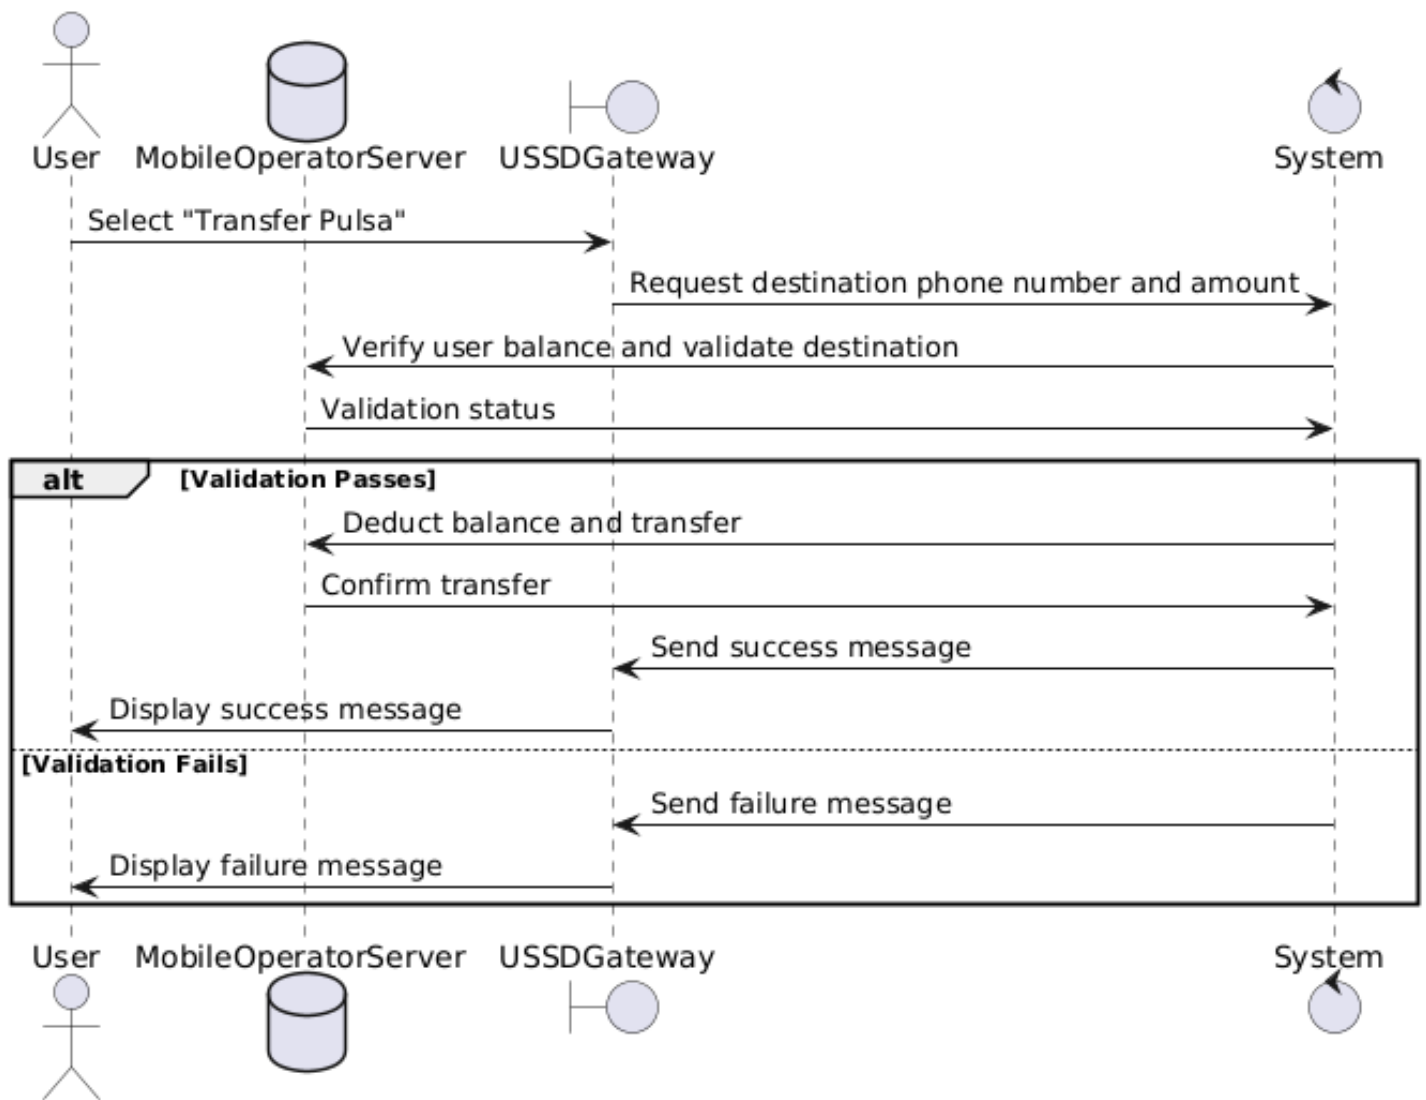 User
MobileOperatorServer
USSDGateway
System
Select "Transfer Pulsa"
Request destination phone number and amount
Verify user balance and validate destination
Validation status
alt
[Validation Passes]
Deduct balance and transfer
Confirm transfer
Send success message
Display success message
[Validation Fails]
Send failure message
Display failure message
User
MobileOperatorServer
USSDGateway
System